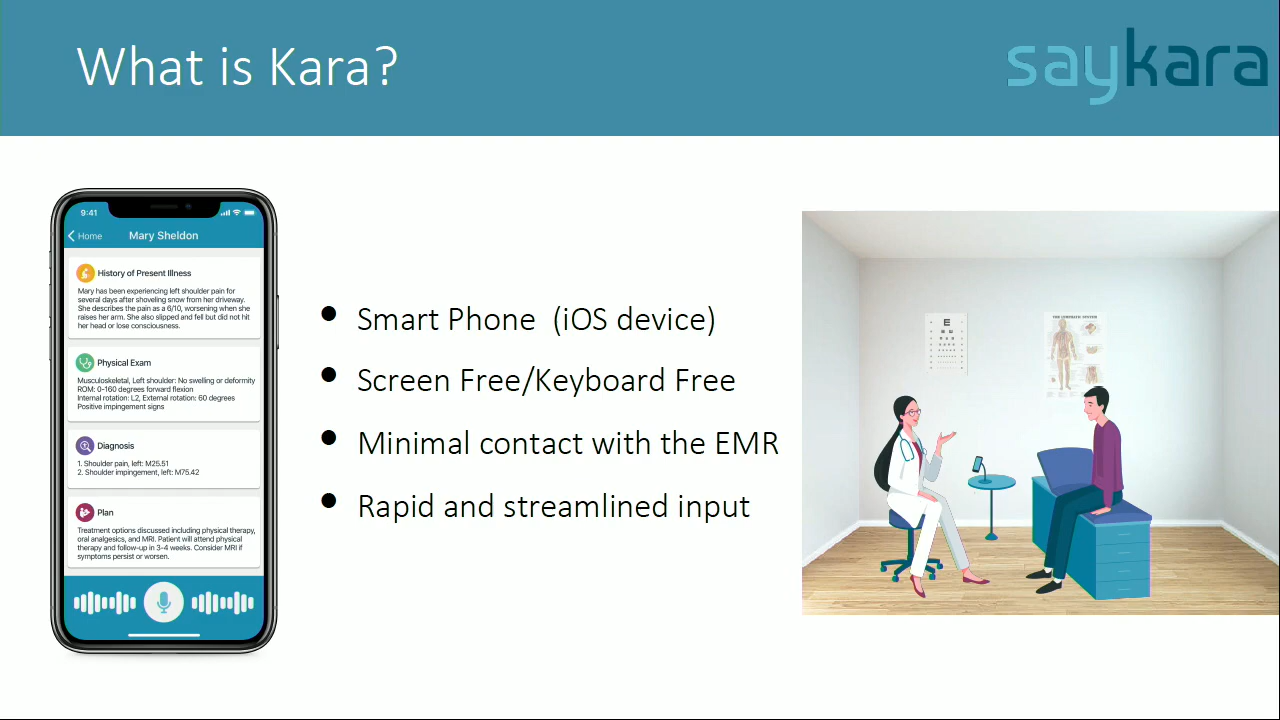 What is Kara?
saykara
9:41
Home
Mary Sheldon
History of Present Illness
Mary has been experiencing left shoulder pain for
several days after shoveling snow from her driveway.
She describes the pain as a 6/10, worsening when she
raises her arm. She also slipped and fell but did not hit
her head or lose consciousness.
Physical Exam
Musculoskeletal, Left shoulder: No swelling or deformity
ROM: 0-160 degrees forward flexion
Internal rotation: L2, External rotation: 60 degrees
Positive impingement signs
Diagnosis
1. Shoulder pain, left: M25.51
2. Shoulder impingement, left: M75.42
Plan
Treatment options discussed including physical therapy,
oral analgesics, and MRI. Patient will attend physical
therapy and follow-up in 3-4 weeks. Consider MRI if
symptoms persist or worsen.
• Smart Phone (iOS device)
• Screen Free/Keyboard Free
• Minimal contact with the EMR
• Rapid and streamlined input
E
THE LYMPHATIC SYSTEM